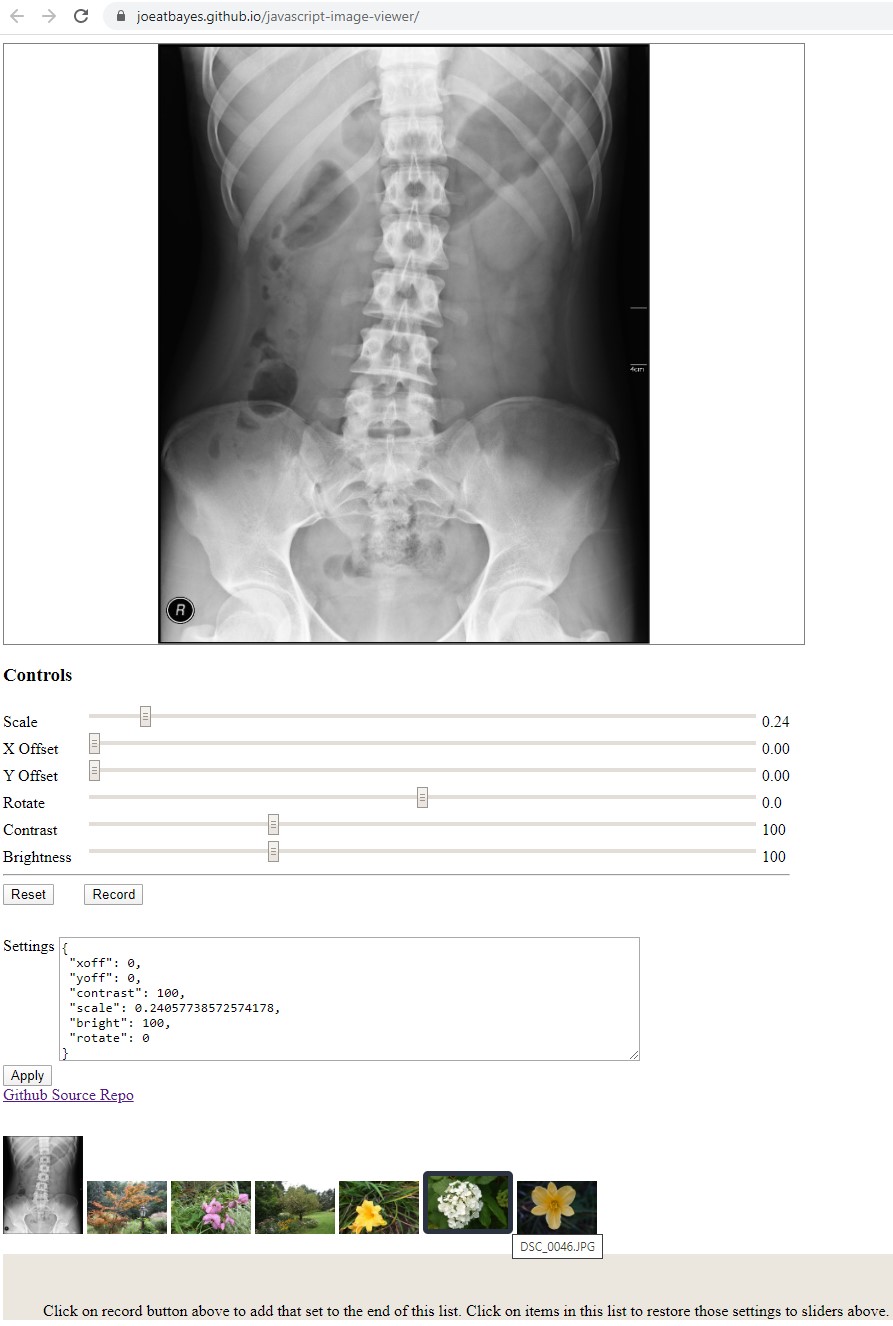 joeatbayes.github.io/javascript-image-viewer/
4cm
R
Controls
Scale 0.24
X Offset 0.00
Y Offset 0.00
Rotate 0.0
Contrast 100
Brightness 100
Reset Record
Settings {
"xoff": 0,
"yoff": 0,
"contrast": 100,
"scale": 0.24057738572574178,
"bright": 100,
"rotate": 0
}
Apply
Github Source Repo
DSC_0046.JPG
Click on record button above to add that set to the end of this list. Click on items in this list to restore those settings to sliders above.